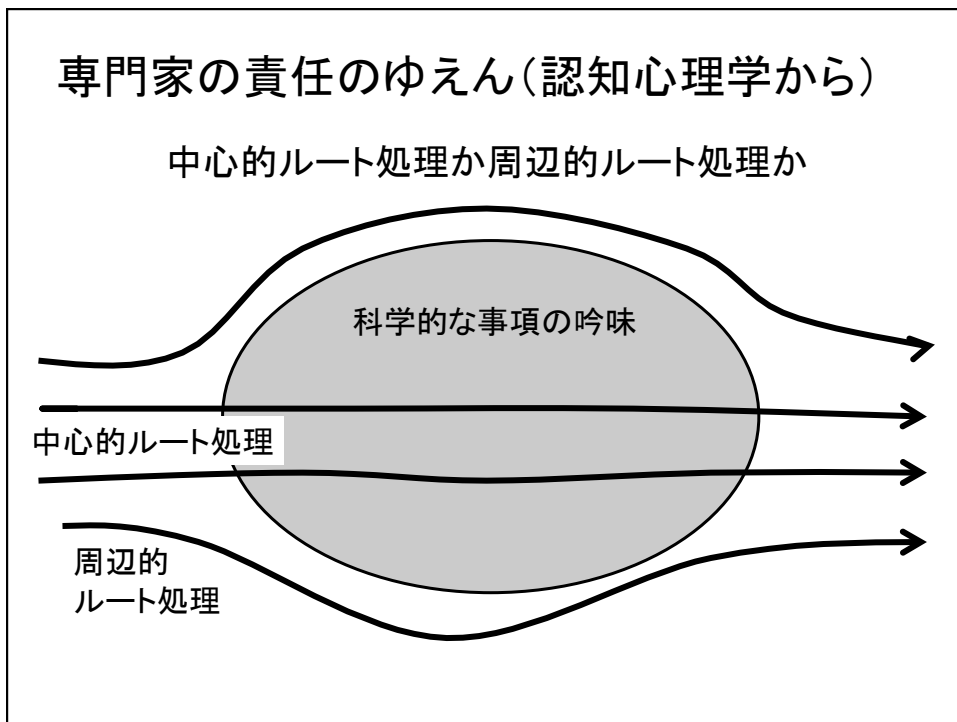 専門家の責任のゆえん（認知心理学から）
中心的ルート処理か周辺的ルート処理か
科学的な事項の吟味
中心的ルート処理
周辺的
ルート処理